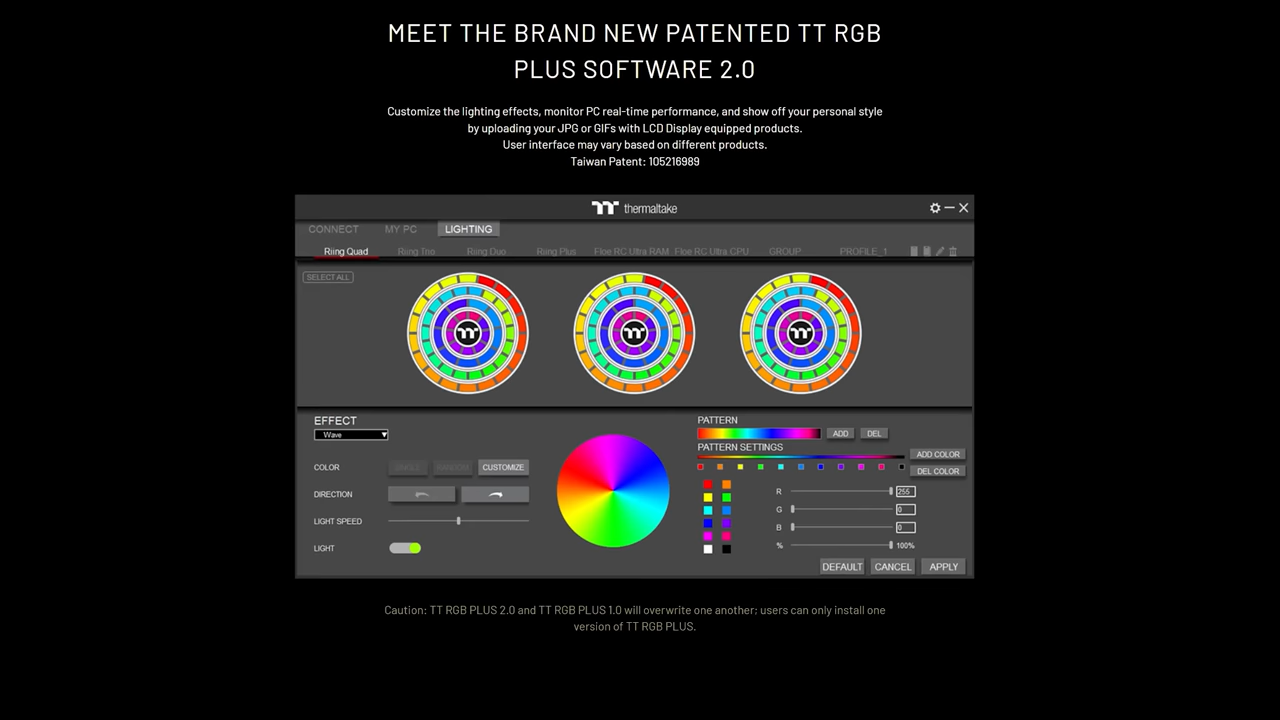 MEET THE BRAND NEW PATENTED TT RGB
PLUS SOFTWARE 2.0
Customize the lighting effects, monitor PC real-time performance, and show off your personal style
by uploading your JPG or GIFs with LCD Display equipped products.
User interface may vary based on different products.
Taiwan Patent: 105216989
thermaltake
CONNECT MY PC LIGHTING
Riing Quad Riing Trio Riing Duo Riing Plus Floe RC Ultra RAM Floe RC Ultra CPU GROUP PROFILE_1
SELECT ALL
EFFECT
Wave
COLOR SINGLE RANDOM CUSTOMIZE
DIRECTION
LIGHT SPEED
LIGHT
PATTERN
ADD DEL
PATTERN SETTINGS
ADD COLOR
DEL COLOR
R 255
G 0
B 0
% 100%
DEFAULT CANCEL APPLY
Caution: TT RGB PLUS 2.0 and TT RGB PLUS 1.0 will overwrite one another; users can only install one
version of TT RGB PLUS.